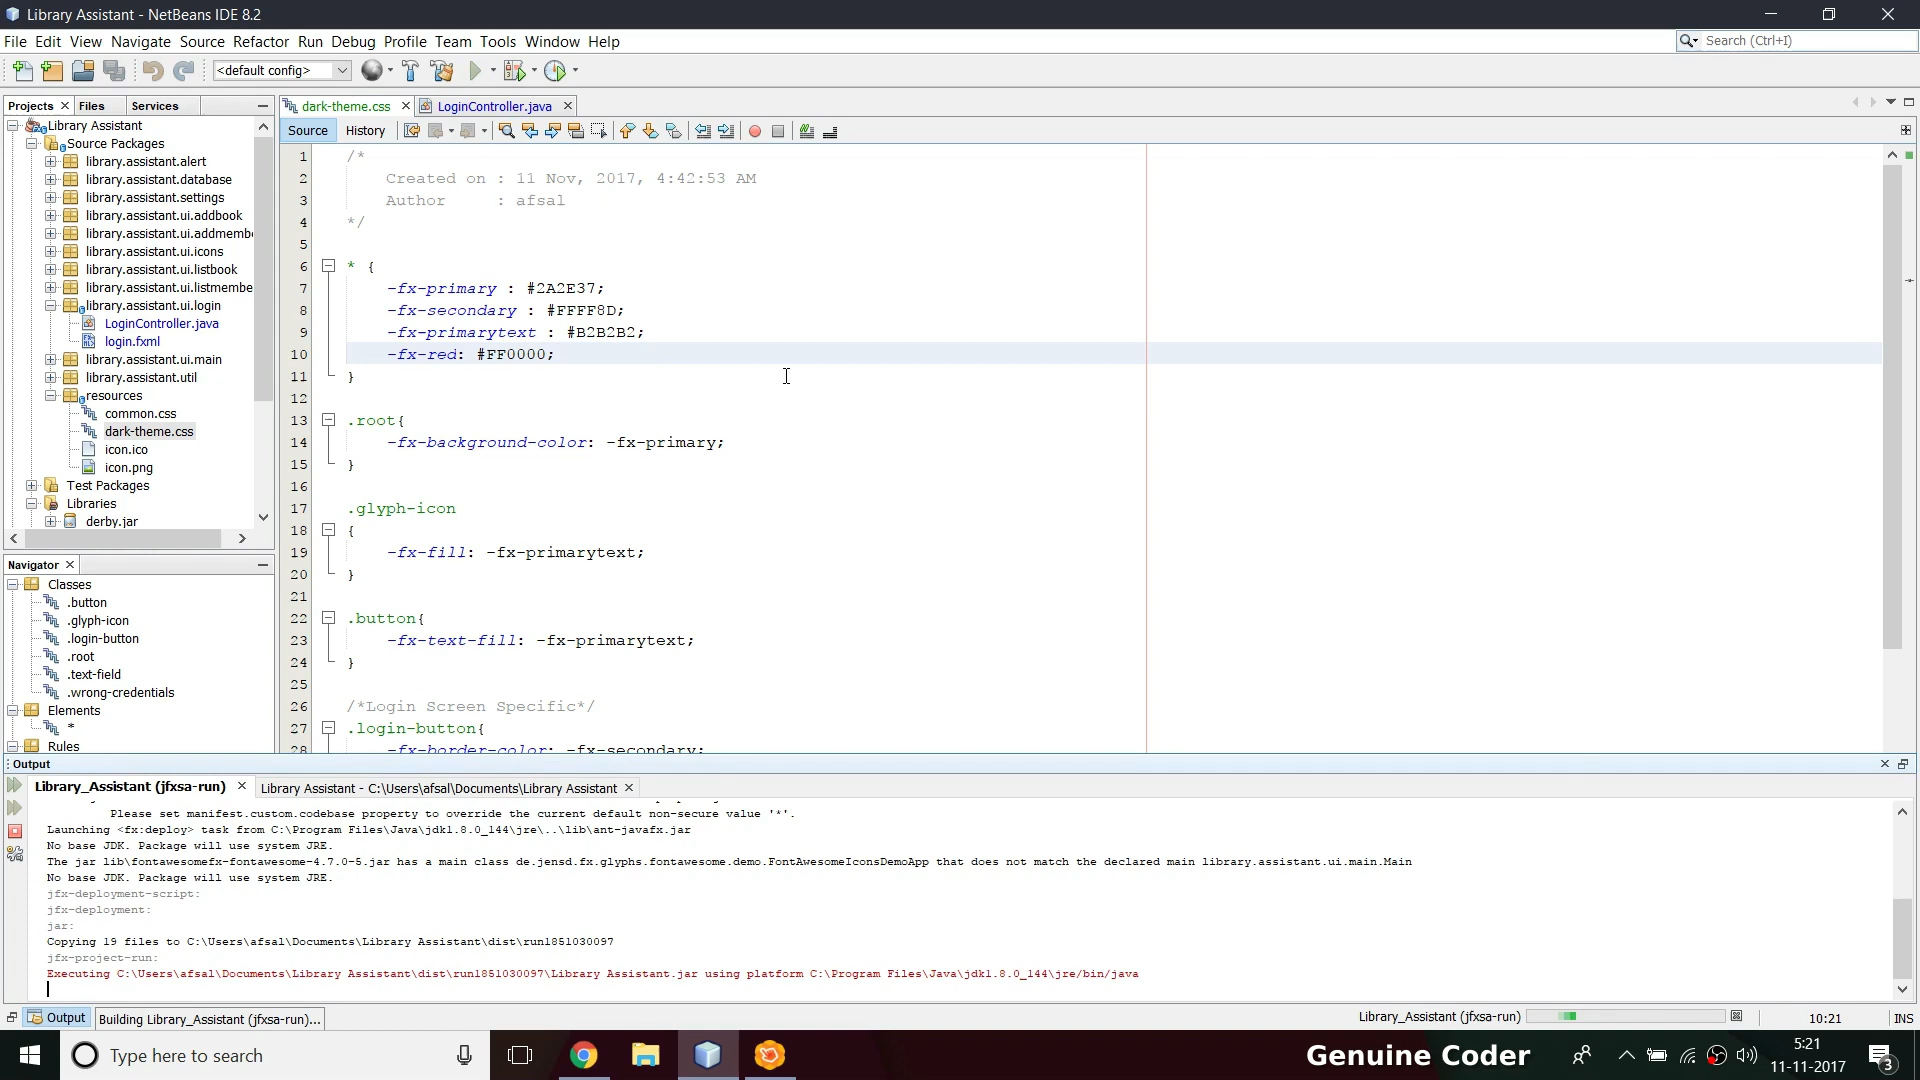 Library Assistant - NetBeans IDE 8.2
File Edit View Navigate Source Refactor Run Debug Profile Team Tools Window Help
Search (Ctrl+I)
<default config>
Projects Files Services
dark-theme.css LoginController.java
Source History
Library Assistant
Source Packages
library.assistant.alert
library.assistant.database
library.assistant.settings
library.assistant.ui.addbook
library.assistant.ui.addmemb
library.assistant.ui.icons
library.assistant.ui.listbook
library.assistant.ui.listmembe
library.assistant.ui.login
LoginController.java
login.fxml
library.assistant.ui.main
library.assistant.util
resources
common.css
dark-theme.css
icon.ico
icon.png
Test Packages
Libraries
derby.jar
Navigator
Classes
.button
.glyph-icon
.login-button
.root
.text-field
.wrong-credentials
Elements
*
Rules
1 /*
2 Created on : 11 Nov, 2017, 4:42:53 AM
3 Author : afsal
4 */
5
6 * {
7 -fx-primary : #2A2E37;
8 -fx-secondary : #FFFF8D;
9 -fx-primarytext : #B2B2B2;
10 -fx-red: #FF0000;
11 }
12
13 .root{
14 -fx-background-color: -fx-primary;
15 }
16
17 .glyph-icon
18 {
19 -fx-fill: -fx-primarytext;
20 }
21
22 .button{
23 -fx-text-fill: -fx-primarytext;
24 }
25
26 /*Login Screen Specific*/
27 .login-button{
28 -fx-border-color: -fx-secondary;
Output
Library_Assistant (jfxsa-run) Library Assistant - C:\Users\afsal\Documents\Library Assistant
Please set manifest.custom.codebase property to override the current default non-secure value '*'.
Launching <fx:deploy> task from C:\Program Files\Java\jdk1.8.0_144\jre\..\lib\ant-javafx.jar
No base JDK. Package will use system JRE.
The jar lib\fontawesomefx-fontawesome-4.7.0-5.jar has a main class de.jensd.fx.glyphs.fontawesome.demo.FontAwesomeIconsDemoApp that does not match the declared main library.assistant.ui.main.Main
No base JDK. Package will use system JRE.
jfx-deployment-script:
jfx-deployment:
jar:
Copying 19 files to C:\Users\afsal\Documents\Library Assistant\dist\run1851030097
jfx-project-run:
Executing C:\Users\afsal\Documents\Library Assistant\dist\run1851030097\Library Assistant.jar using platform C:\Program Files\Java\jdk1.8.0_144\jre/bin/java
Output Building Library_Assistant (jfxsa-run)... Library_Assistant (jfxsa-run) 10:21 INS
Type here to search
Genuine Coder
5:21
11-11-2017
3